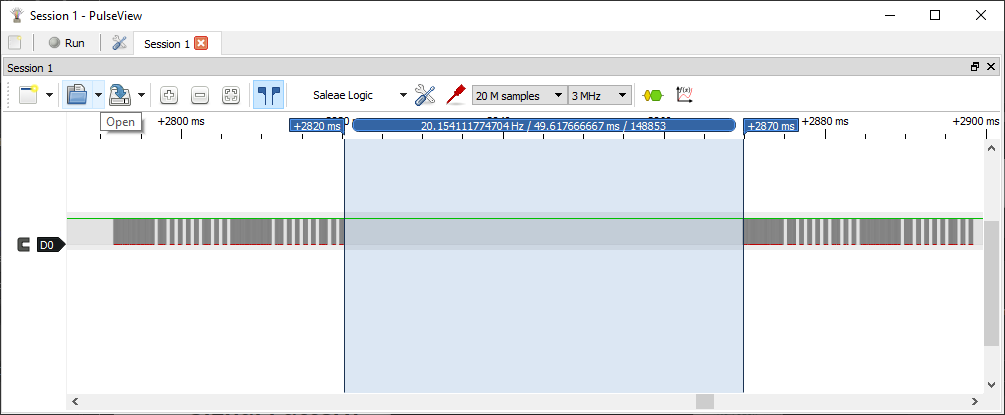 Session 1 - PulseView
Run
Session 1
Session 1
Saleae Logic
20 M samples
3 MHz
f(x)
Open
+2800 ms
+2820 ms
20.154111774704 Hz / 49.617666667 ms / 148853
+2870 ms
+2880 ms
+2900 ms
D0